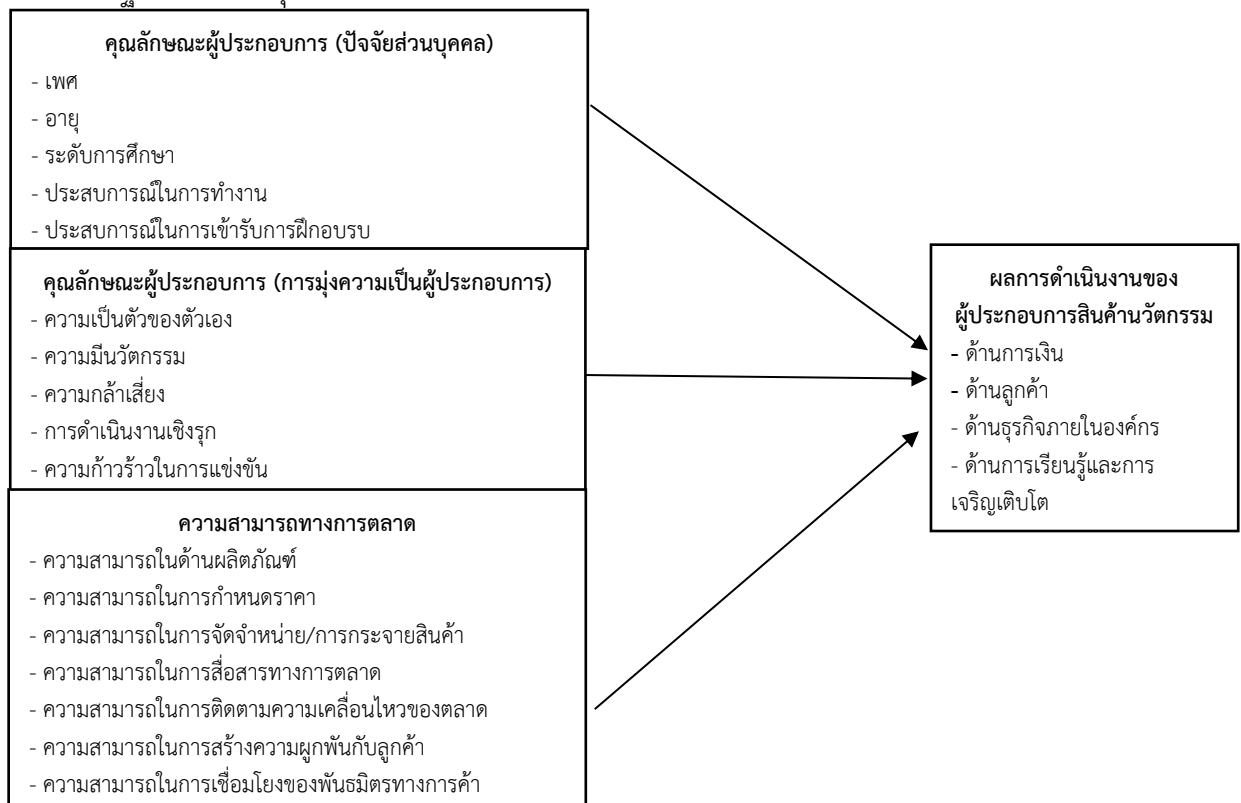 คุณลักษณะผู้ประกอบการ (ปัจจัยส่วนบุคคล)
- เพศ
- อายุ
- ระดับการศึกษา
- ประสบการณ์ในการทำงาน
- ประสบการณ์ในการเข้ารับการฝึกอบรบ
คุณลักษณะผู้ประกอบการ (การมุ่งความเป็นผู้ประกอบการ)
- ความเป็นตัวของตัวเอง
- ความมีนวัตกรรม
- ความกล้าเสี่ยง
- การดำเนินงานเชิงรุก
- ความก้าวร้าวในการแข่งขัน
ความสามารถทางการตลาด
- ความสามารถในด้านผลิตภัณฑ์
- ความสามารถในการกำหนดราคา
- ความสามารถในการจัดจำหน่าย/การกระจายสินค้า
- ความสามารถในการสื่อสารทางการตลาด
- ความสามารถในการติดตามความเคลื่อนไหวของตลาด
- ความสามารถในการสร้างความผูกพันกับลูกค้า
- ความสามารถในการเชื่อมโยงของพันธมิตรทางการค้า
ผลการดำเนินงานของ
ผู้ประกอบการสินค้านวัตกรรม
- ด้านการเงิน
- ด้านลูกค้า
- ด้านธุรกิจภายในองค์กร
- ด้านการเรียนรู้และการ
เจริญเติบโต